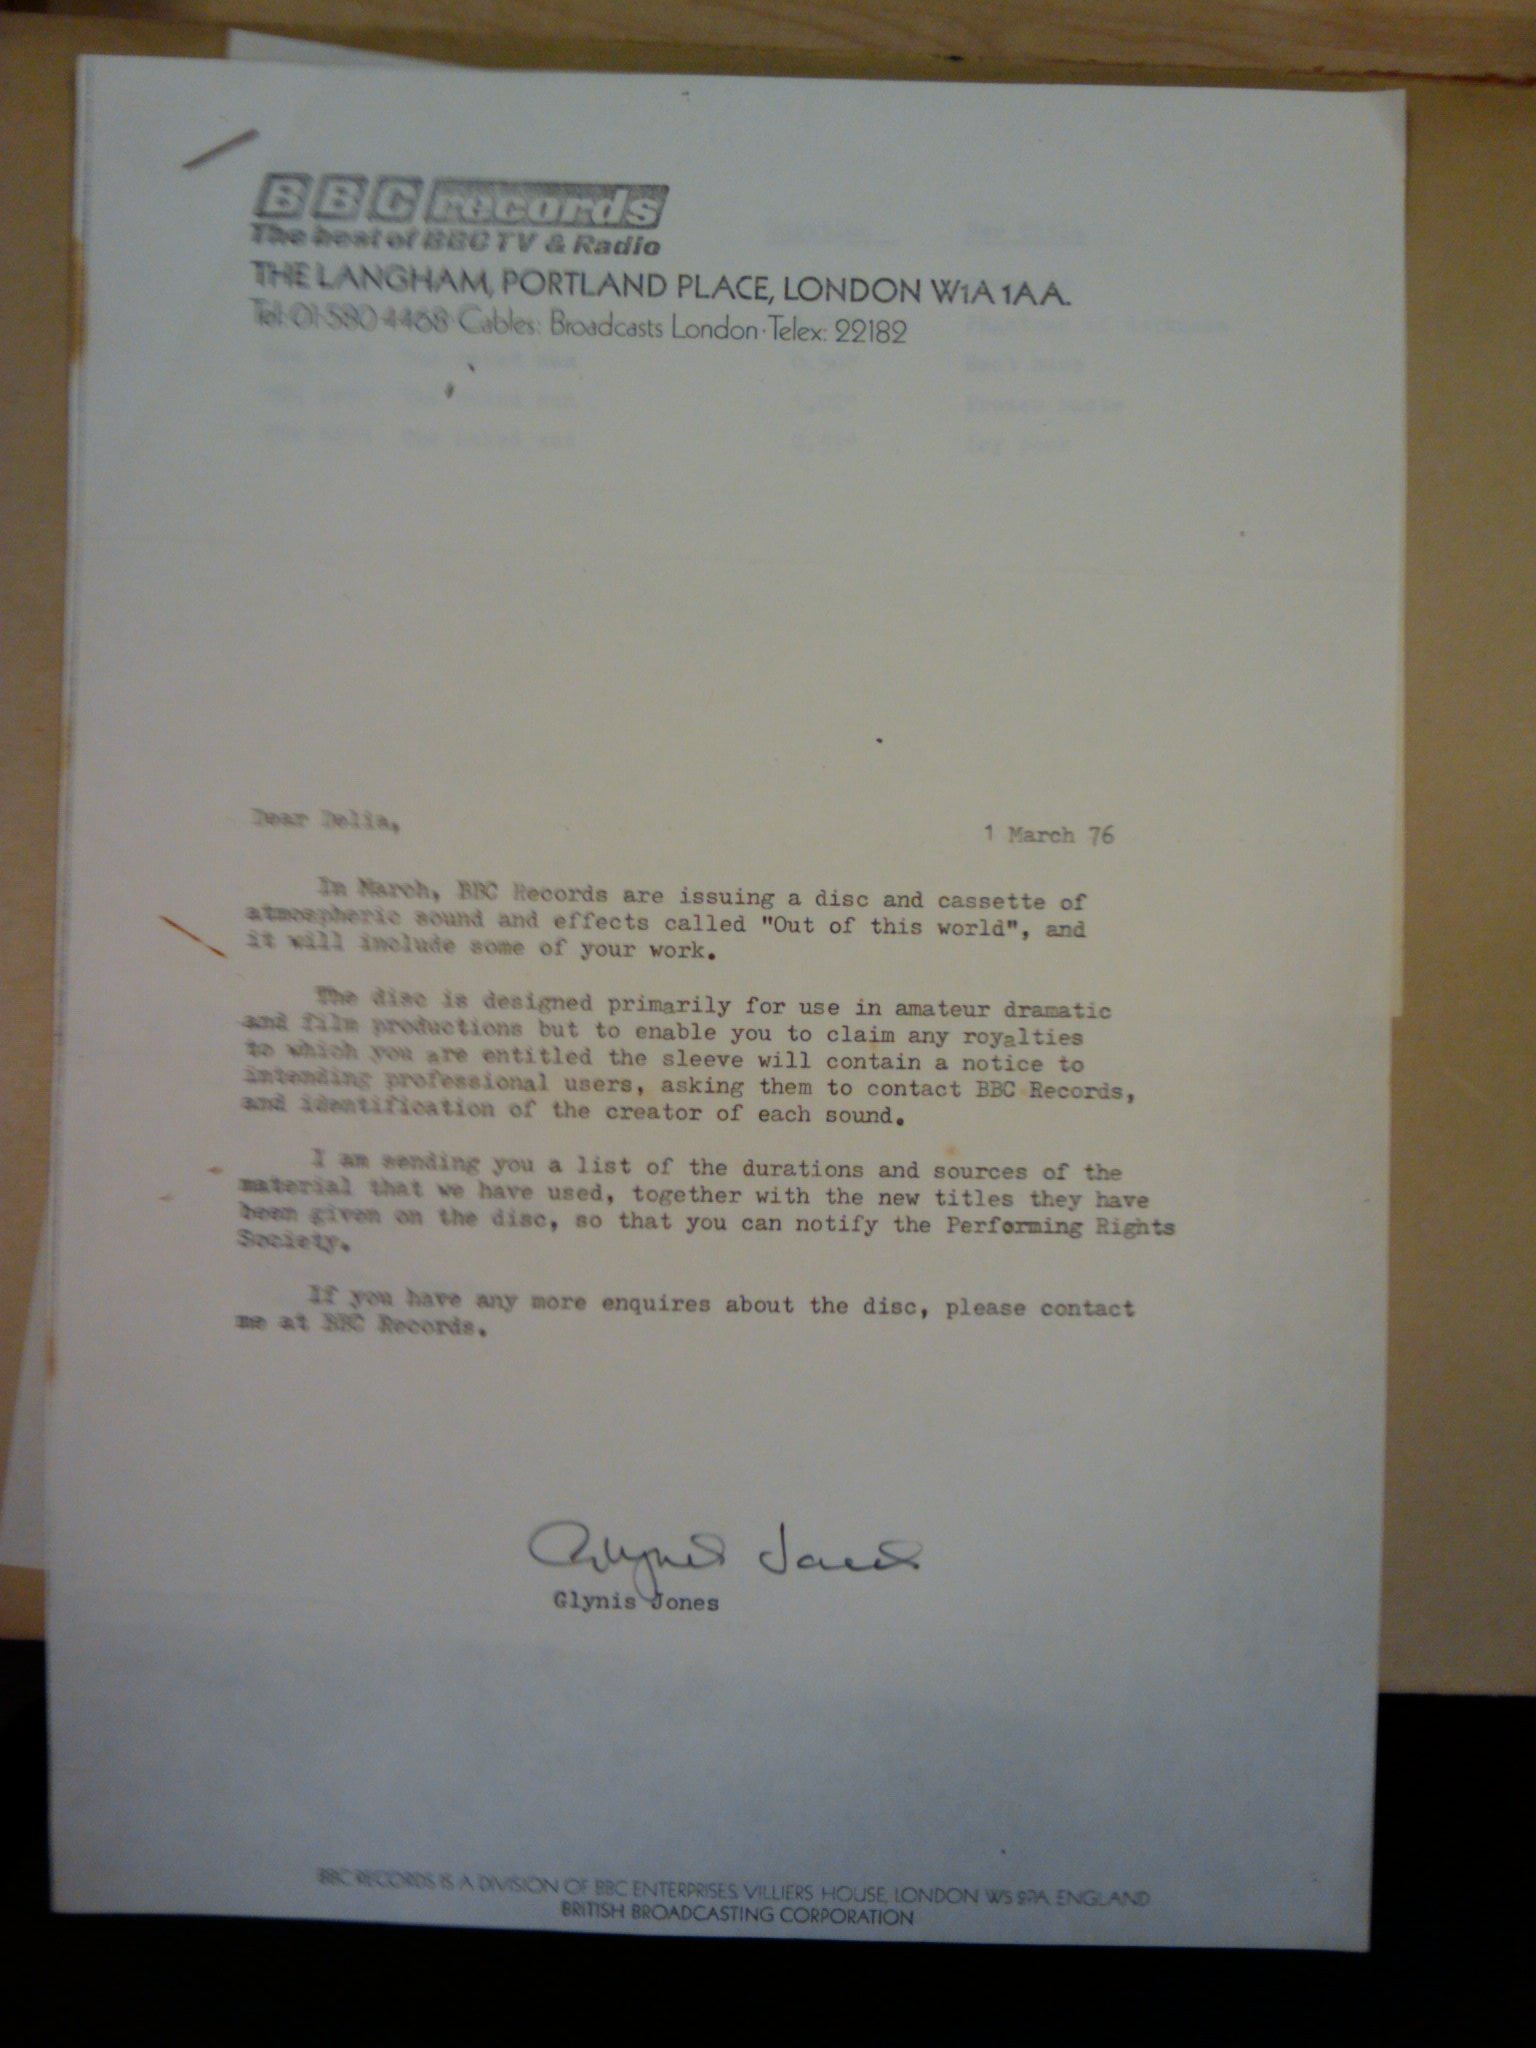 BBC records
The best of BBC TV & Radio
THE LANGHAM, PORTLAND PLACE, LONDON W1A 1AA.
Tel: 01-580 4468 Cables: Broadcasts London · Telex: 22182
Dear Delia,
1 March 76
In March, BBC Records are issuing a disc and cassette of
atmospheric sound and effects called "Out of this world", and
it will include some of your work.
The disc is designed primarily for use in amateur dramatic
and film productions but to enable you to claim any royalties
to which you are entitled the sleeve will contain a notice to
intending professional users, asking them to contact BBC Records,
and identification of the creator of each sound.
I am sending you a list of the durations and sources of the
material that we have used, together with the new titles they have
been given on the disc, so that you can notify the Performing Rights
Society.
If you have any more enquires about the disc, please contact
me at BBC Records.
Glynis Jones
Glynis Jones
BBC RECORDS IS A DIVISION OF BBC ENTERPRISES, VILLIERS HOUSE, LONDON W5 2PA ENGLAND
BRITISH BROADCASTING CORPORATION